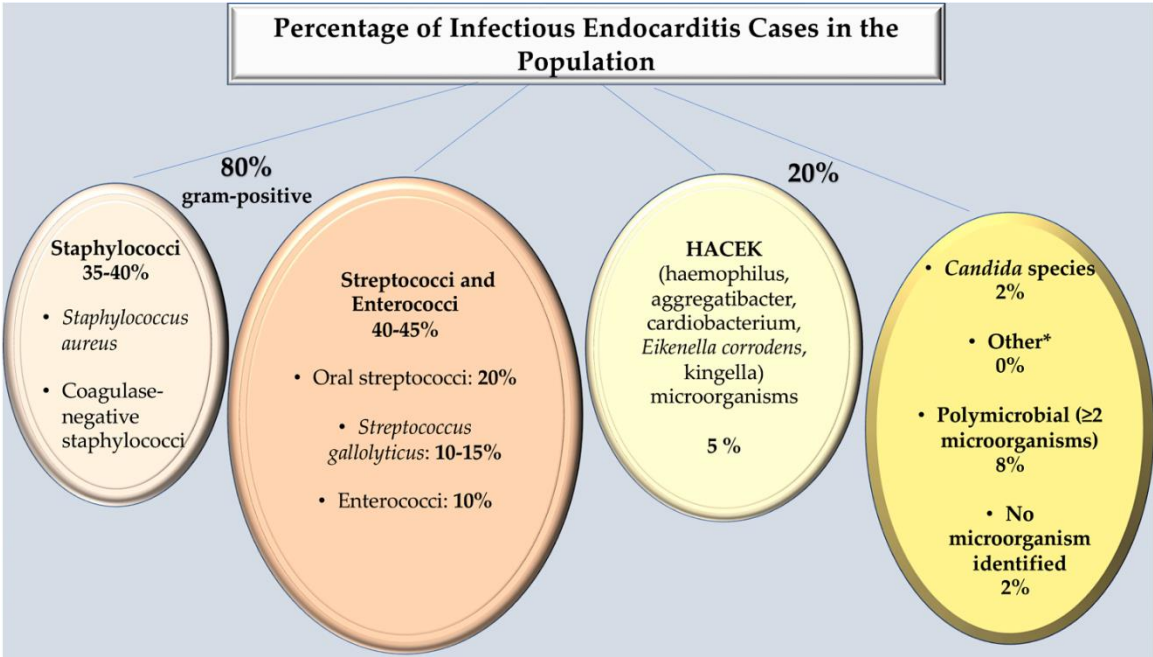 Percentage of Infectious Endocarditis Cases in the
Population
80%
gram-positive
20%
Staphylococci
35-40%
• Staphylococcus
aureus
• Coagulase-
negative
staphylococci
Streptococci and
Enterococci
40-45%
• Oral streptococci: 20%
• Streptococcus
gallolyticus: 10-15%
• Enterococci: 10%
HACEK
(haemophilus,
aggregatibacter,
cardiobacterium,
Eikenella corrodens,
kingella)
microorganisms
5 %
• Candida species
2%
• Other*
0%
• Polymicrobial (≥2
microorganisms)
8%
• No
microorganism
identified
2%